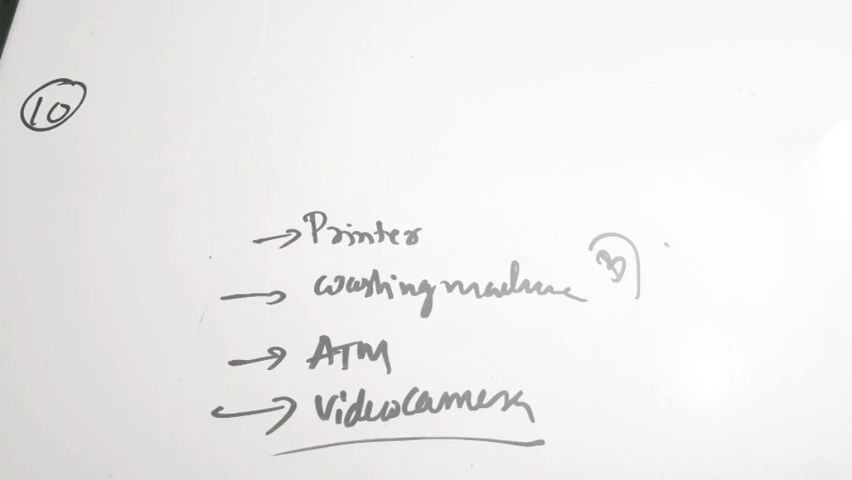 10
→ Printer
→ washing machine
→ ATM
→ Videocamera